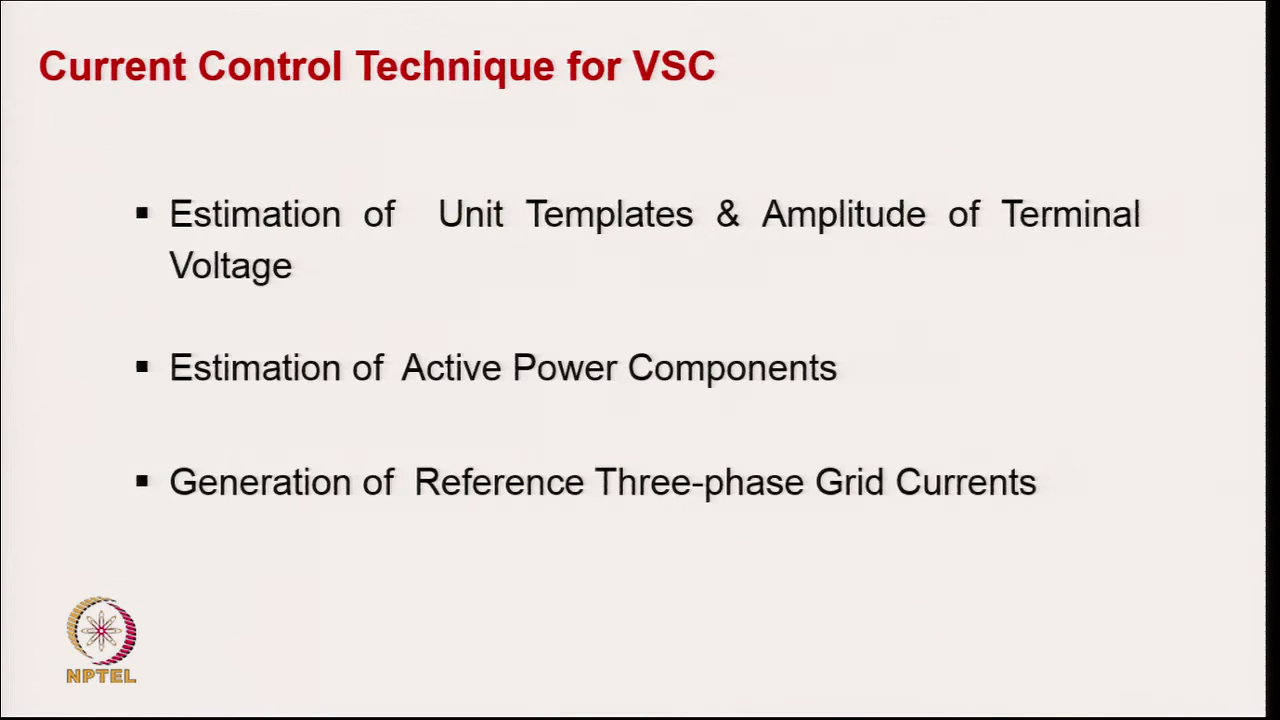 Current Control Technique for VSC
▪ Estimation of Unit Templates & Amplitude of Terminal
Voltage
▪ Estimation of Active Power Components
▪ Generation of Reference Three-phase Grid Currents
NPTEL